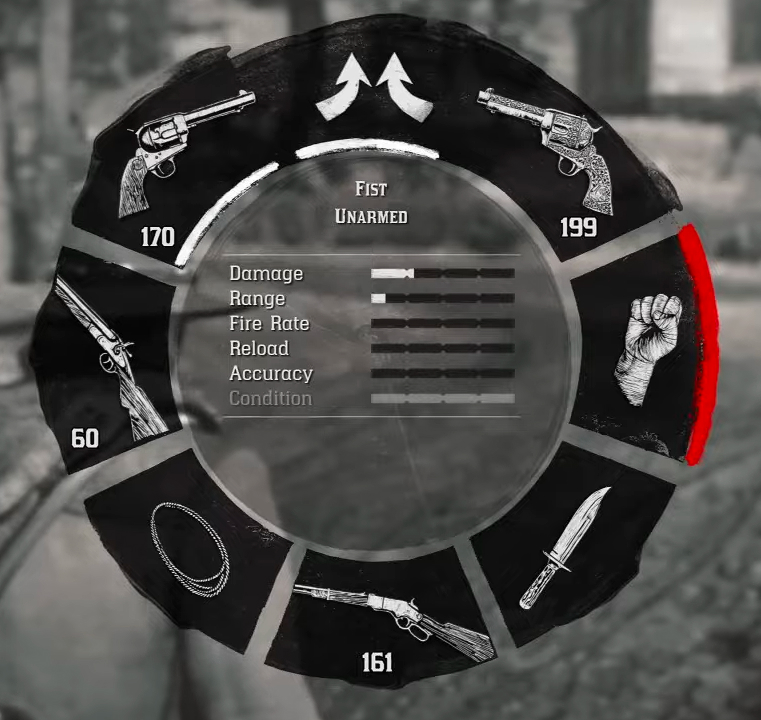 Fist
Unarmed
170
199
Damage
Range
Fire Rate
Reload
Accuracy
Condition
60
161